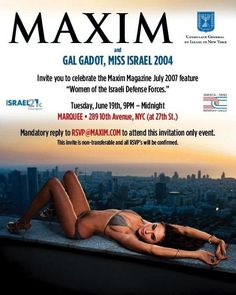 MAXIM
CONSULATE GENERAL
OF ISRAEL IN NEW YORK
and
GAL GADOT, MISS ISRAEL 2004
Invite you to celebrate the Maxim Magazine July 2007 feature
"Women of the Israeli Defense Forces."
ISRAEL21c
Tuesday, June 19th, 9PM – Midnight
MARQUEE • 289 10th Avenue, NYC (at 27th St.)
Mandatory reply to RSVP@MAXIM.COM to attend this invitation only event.
This invite is non-transferable and all RSVP's will be confirmed.